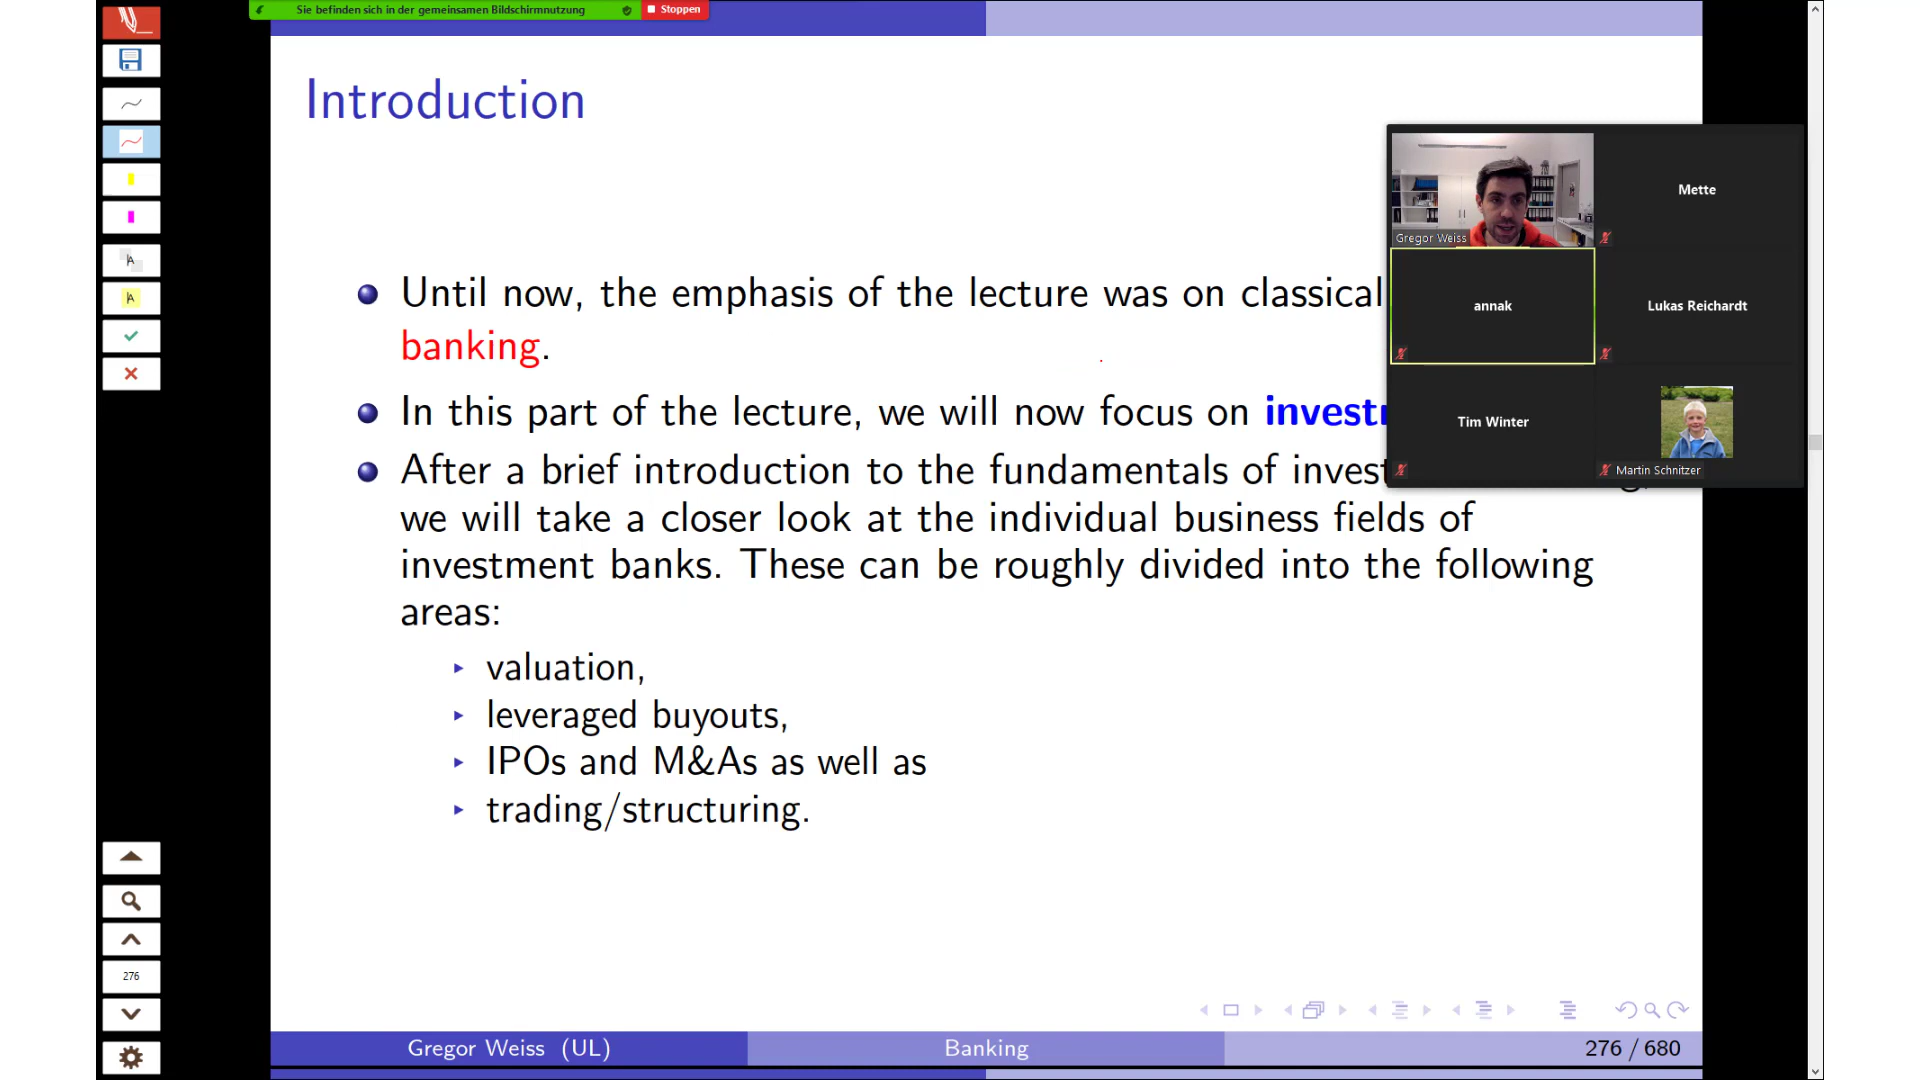 Sie befinden sich in der gemeinsamen Bildschirmnutzung
Stoppen
Introduction
Until now, the emphasis of the lecture was on classical
banking.
In this part of the lecture, we will now focus on
After a brief introduction to the fundamentals of
we will take a closer look at the individual business fields of
investment banks. These can be roughly divided into the following
areas:
valuation,
leveraged buyouts,
IPOs and M&As as well as
trading/structuring.
Gregor Weiss
Mette
annak
Lukas Reichardt
Tim Winter
Martin Schnitzer
276
Gregor Weiss (UL)
Banking
276 / 680